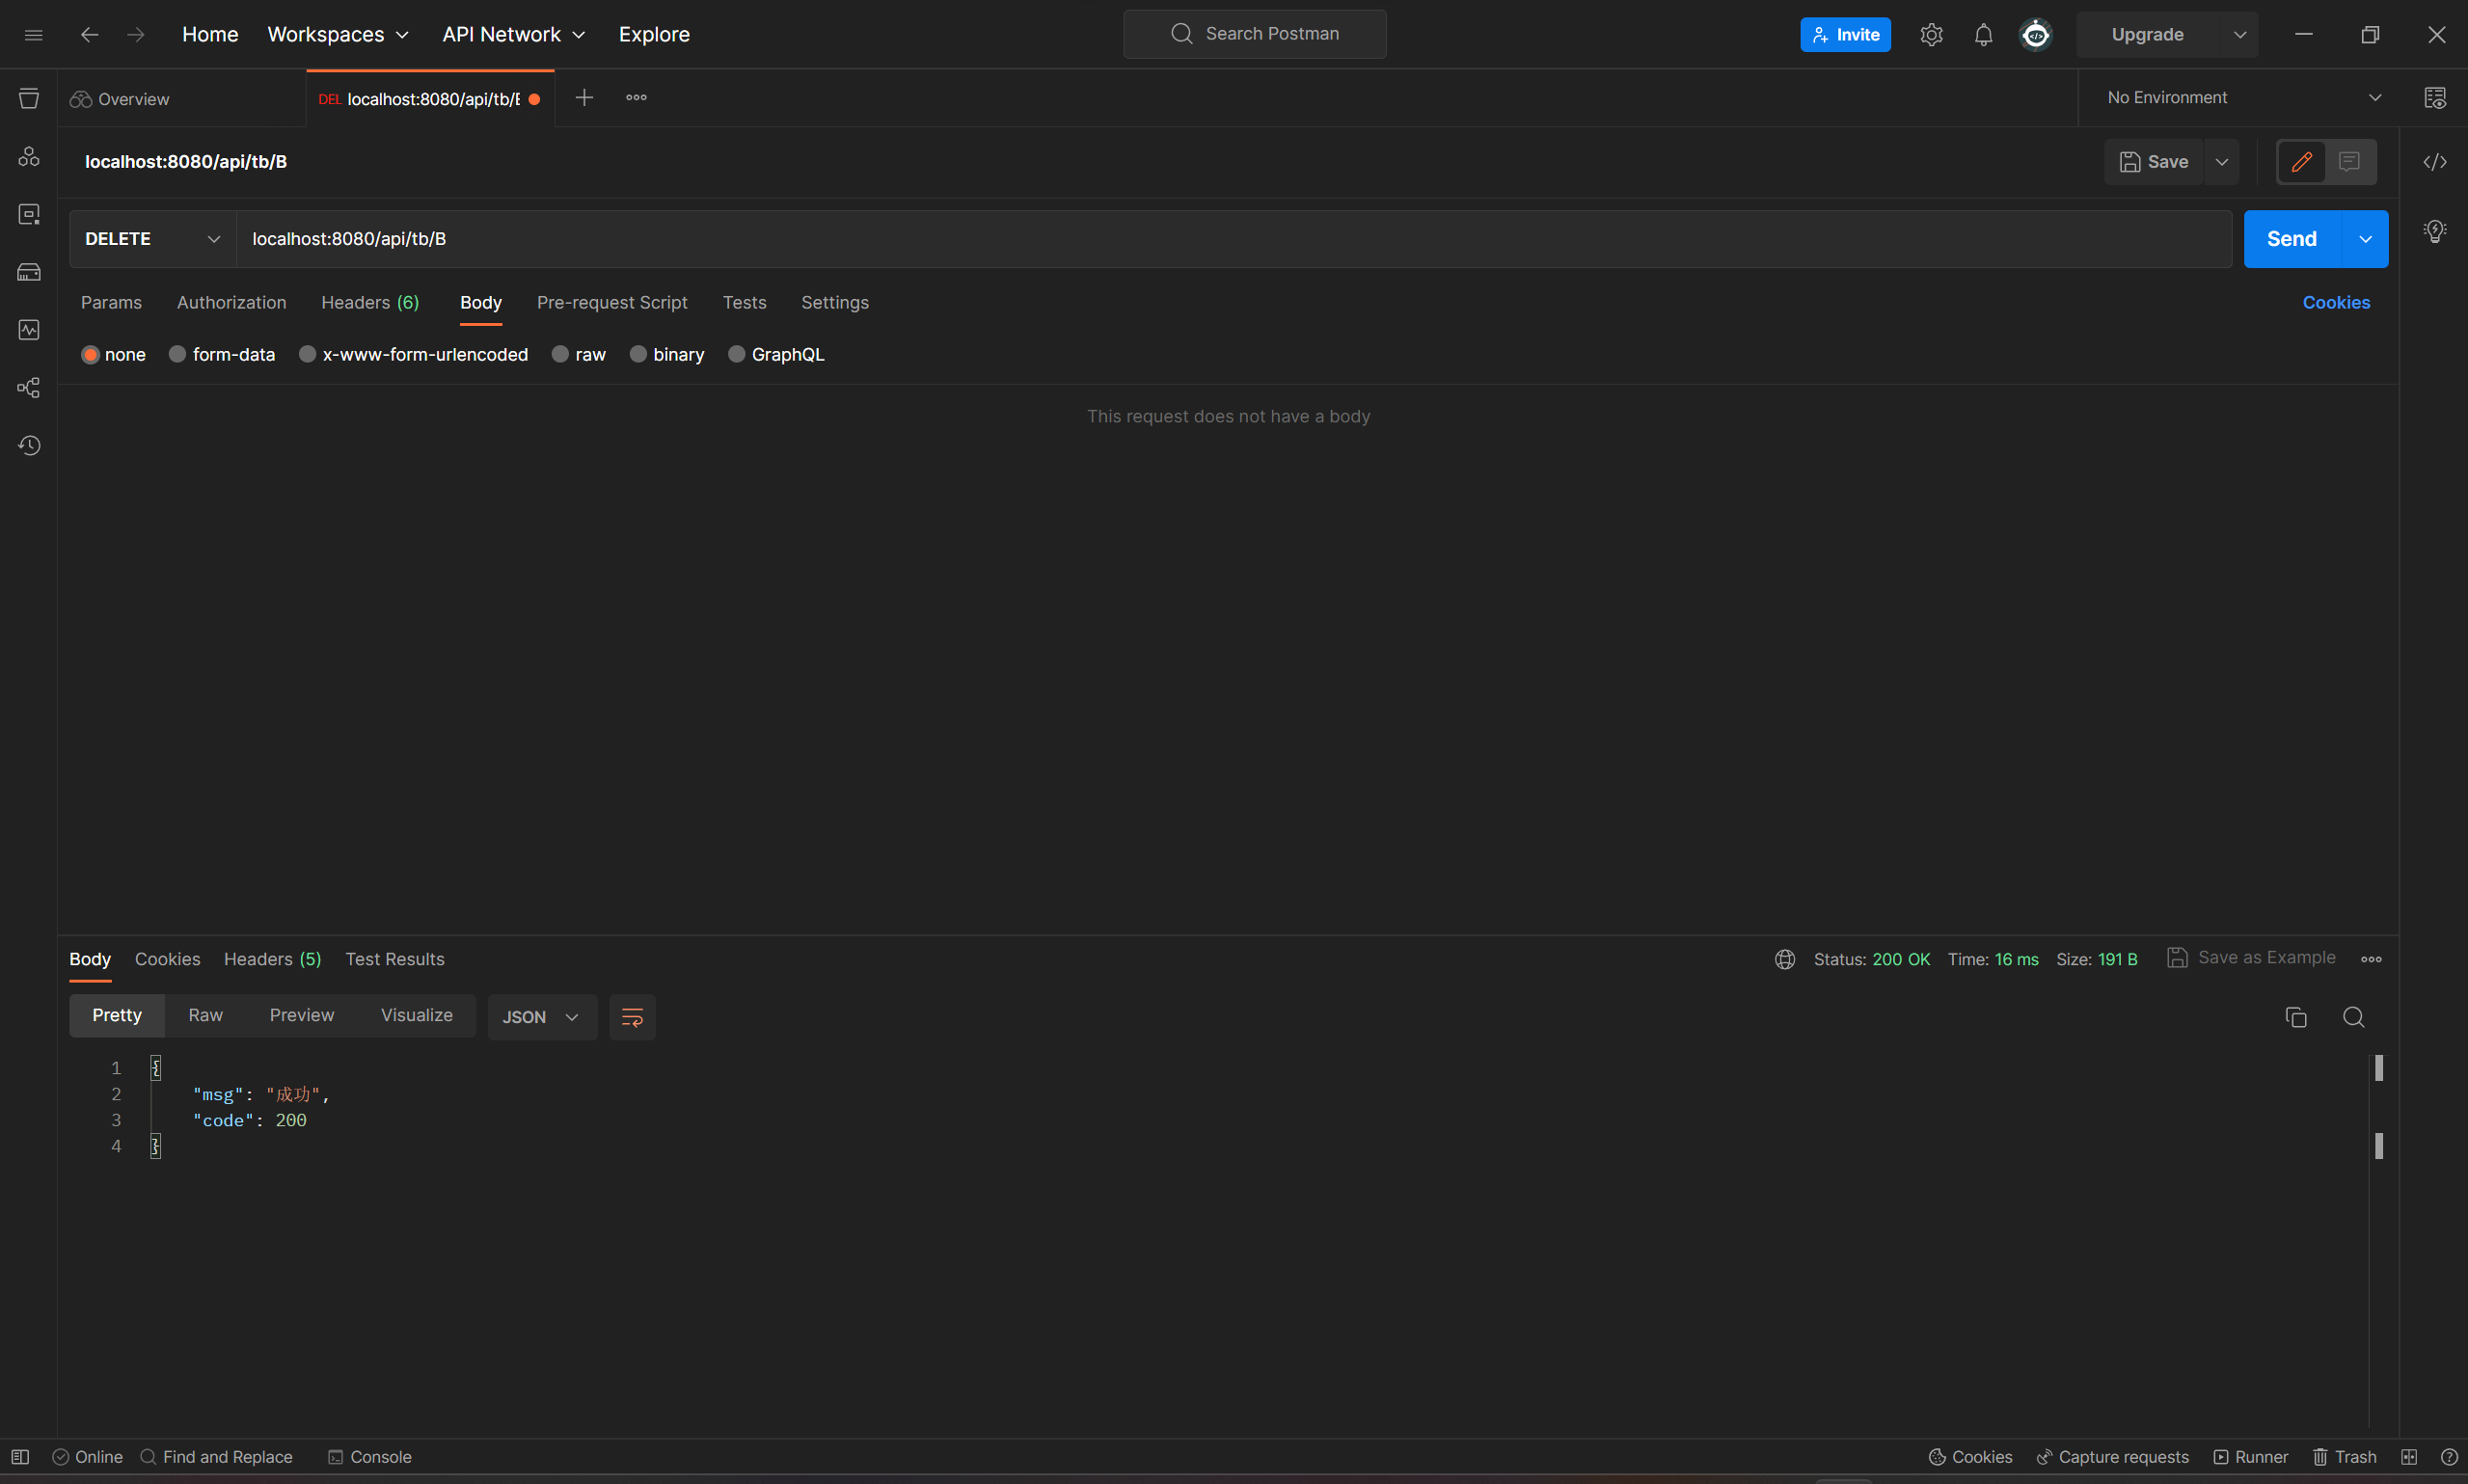 Home Workspaces API Network Explore Search Postman Invite Upgrade
Overview DEL localhost:8080/api/tb/B No Environment
localhost:8080/api/tb/B Save
DELETE localhost:8080/api/tb/B Send
Params Authorization Headers (6) Body Pre-request Script Tests Settings Cookies
none form-data x-www-form-urlencoded raw binary GraphQL
This request does not have a body
Body Cookies Headers (5) Test Results Status: 200 OK Time: 16 ms Size: 191 B Save as Example
Pretty Raw Preview Visualize JSON
1 {
2 "msg": "成功",
3 "code": 200
4 }
Online Find and Replace Console Cookies Capture requests Runner Trash